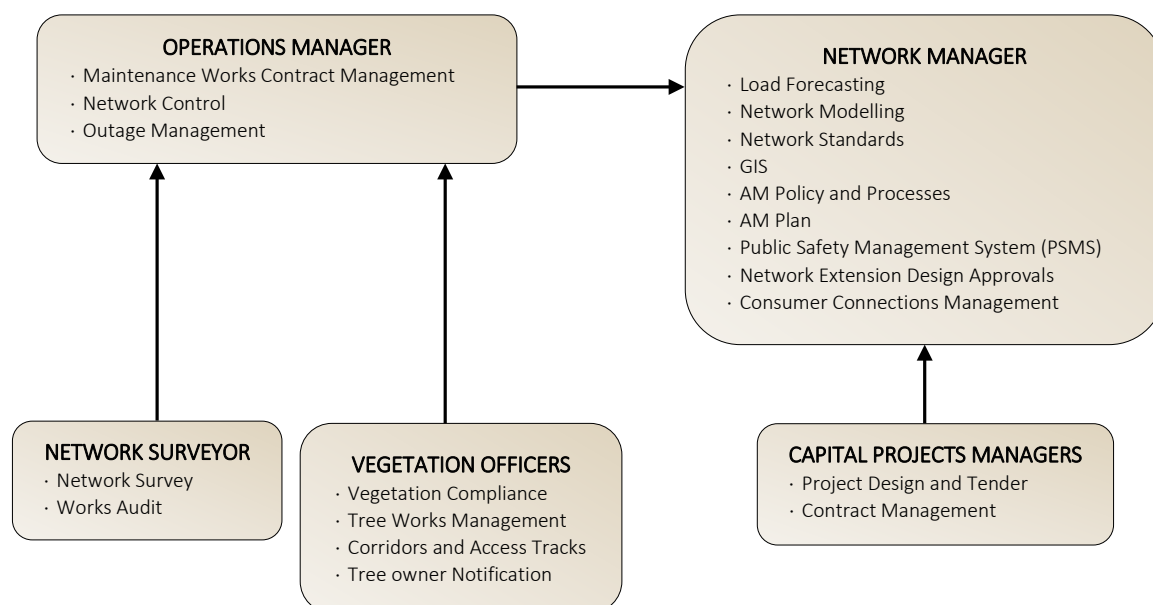 OPERATIONS MANAGER
· Maintenance Works Contract Management
· Network Control
· Outage Management
NETWORK MANAGER
· Load Forecasting
· Network Modelling
· Network Standards
· GIS
· AM Policy and Processes
· AM Plan
· Public Safety Management System (PSMS)
· Network Extension Design Approvals
· Consumer Connections Management
NETWORK SURVEYOR
· Network Survey
· Works Audit
VEGETATION OFFICERS
· Vegetation Compliance
· Tree Works Management
· Corridors and Access Tracks
· Tree owner Notification
CAPITAL PROJECTS MANAGERS
· Project Design and Tender
· Contract Management